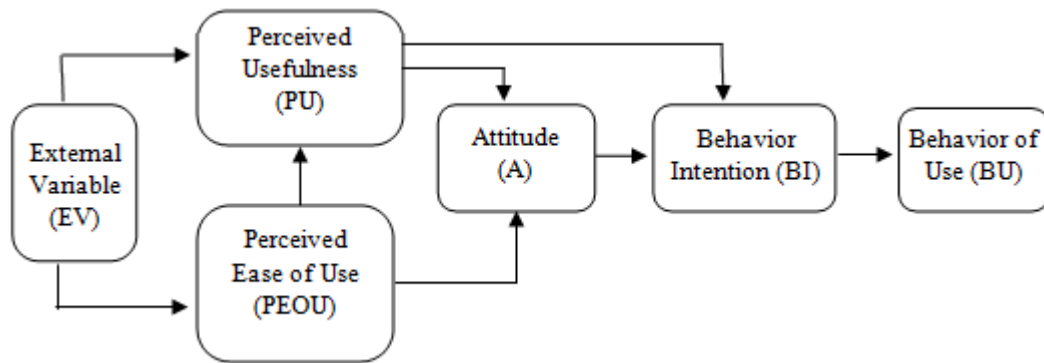 External
Variable
(EV)
Perceived
Usefulness
(PU)
Perceived
Ease of Use
(PEOU)
Attitude
(A)
Behavior
Intention (BI)
Behavior of
Use (BU)